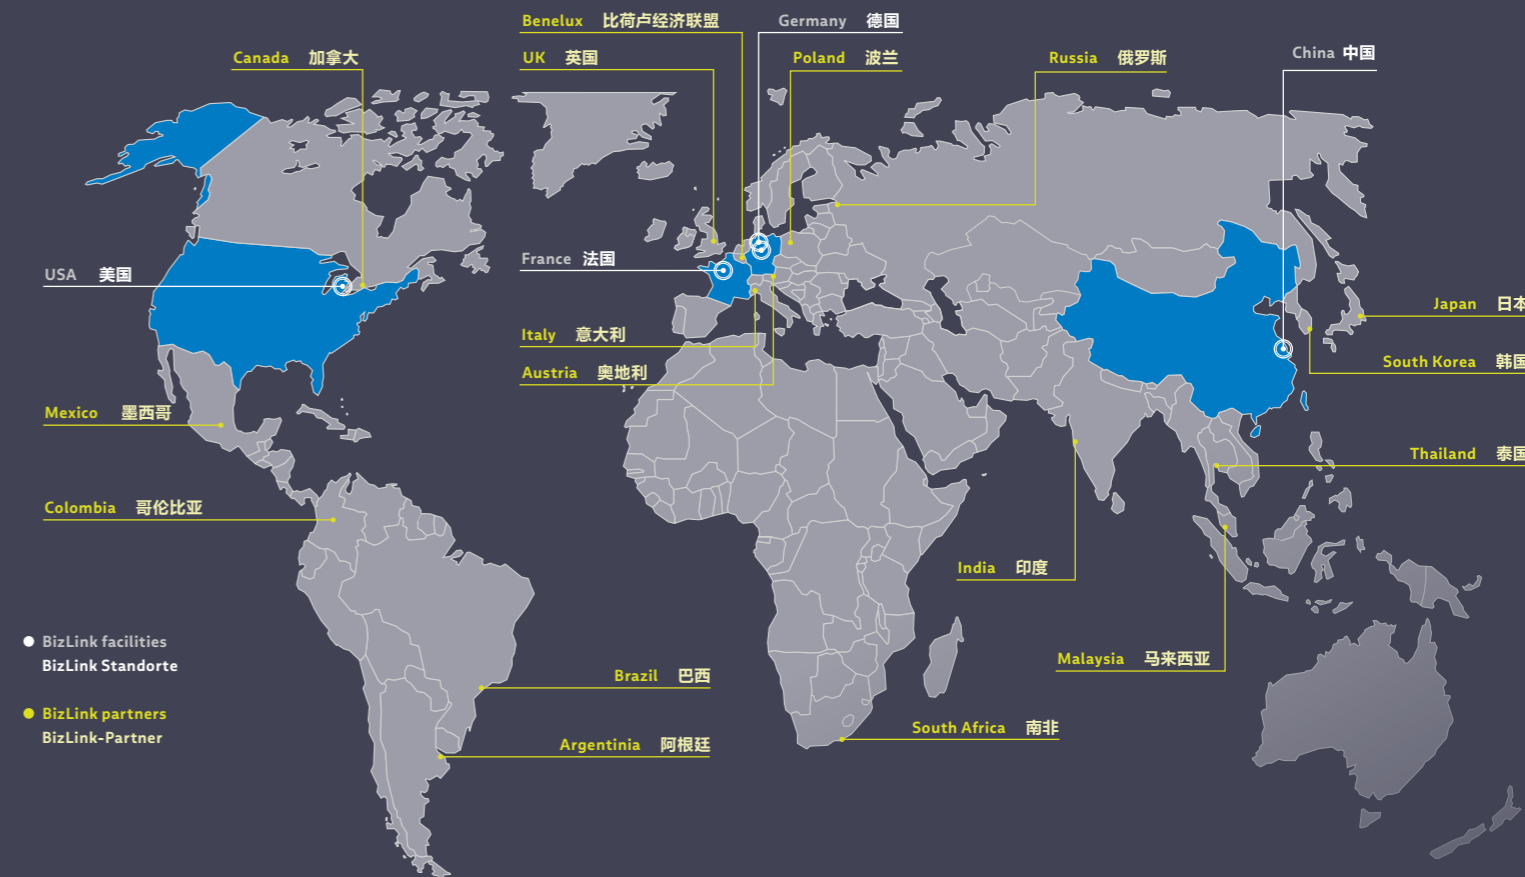 Benelux 比荷卢经济联盟
Germany 德国
Canada 加拿大
UK 英国
Poland 波兰
Russia 俄罗斯
China 中国
France 法国
USA 美国
Japan 日本
Italy 意大利
South Korea 韩国
Austria 奥地利
Mexico 墨西哥
Thailand 泰国
Colombia 哥伦比亚
India 印度
BizLink facilities
BizLink Standorte
Malaysia 马来西亚
Brazil 巴西
BizLink partners
BizLink-Partner
South Africa 南非
Argentinia 阿根廷